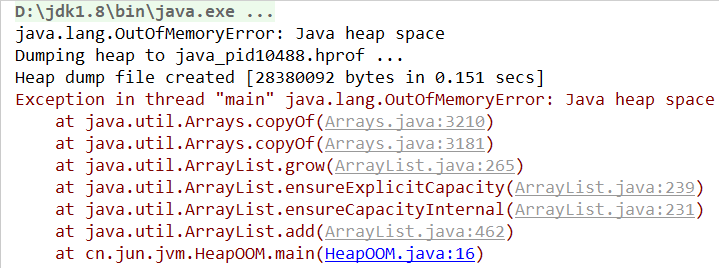 D:\jdk1.8\bin\java.exe ...
java.lang.OutOfMemoryError: Java heap space
Dumping heap to java_pid10488.hprof ...
Heap dump file created [28380092 bytes in 0.151 secs]
Exception in thread "main" java.lang.OutOfMemoryError: Java heap space
    at java.util.Arrays.copyOf(Arrays.java:3210)
    at java.util.Arrays.copyOf(Arrays.java:3181)
    at java.util.ArrayList.grow(ArrayList.java:265)
    at java.util.ArrayList.ensureExplicitCapacity(ArrayList.java:239)
    at java.util.ArrayList.ensureCapacityInternal(ArrayList.java:231)
    at java.util.ArrayList.add(ArrayList.java:462)
    at cn.jun.jvm.HeapOOM.main(HeapOOM.java:16)